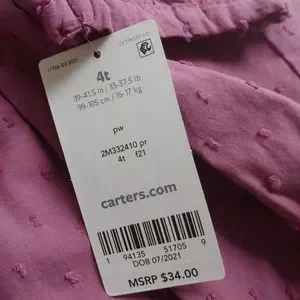 4t
39-41.5 in / 33-37.5 lb
99-105 cm / 15-17 kg
pw
2M332410 pr
4t f21
carters.com
1 94135 51705 9
DOB 07/2021
MSRP $34.00